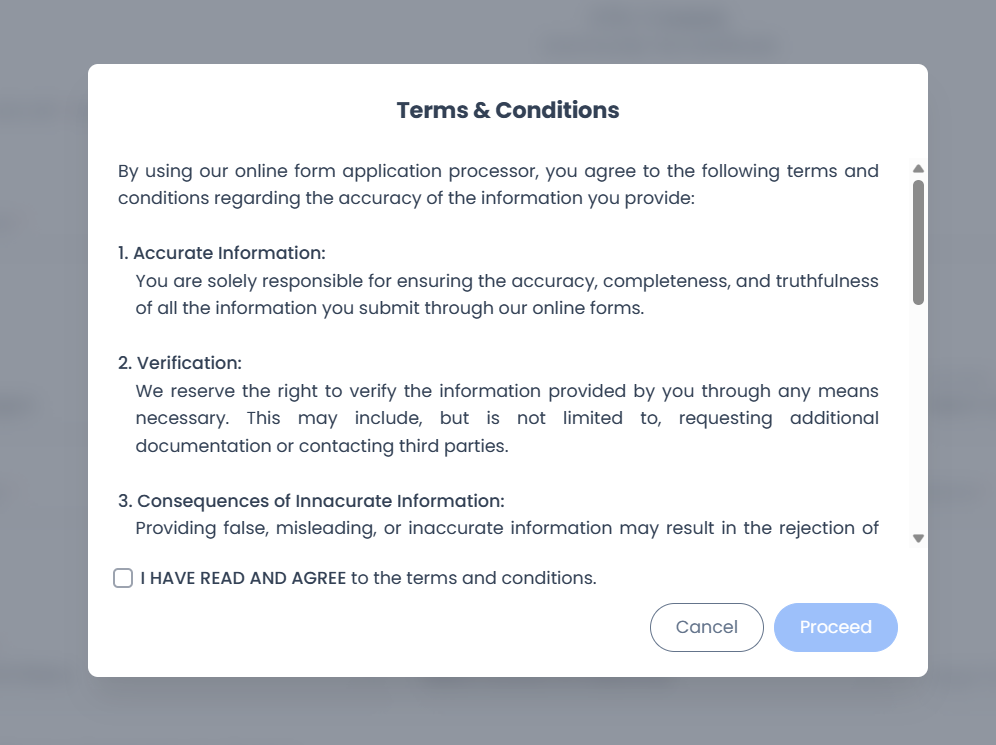 Terms & Conditions
By using our online form application processor, you agree to the following terms and
conditions regarding the accuracy of the information you provide:
1. Accurate Information:
You are solely responsible for ensuring the accuracy, completeness, and truthfulness
of all the information you submit through our online forms.
2. Verification:
We reserve the right to verify the information provided by you through any means
necessary. This may include, but is not limited to, requesting additional
documentation or contacting third parties.
3. Consequences of Innacurate Information:
Providing false, misleading, or inaccurate information may result in the rejection of
I HAVE READ AND AGREE to the terms and conditions.
Cancel
Proceed